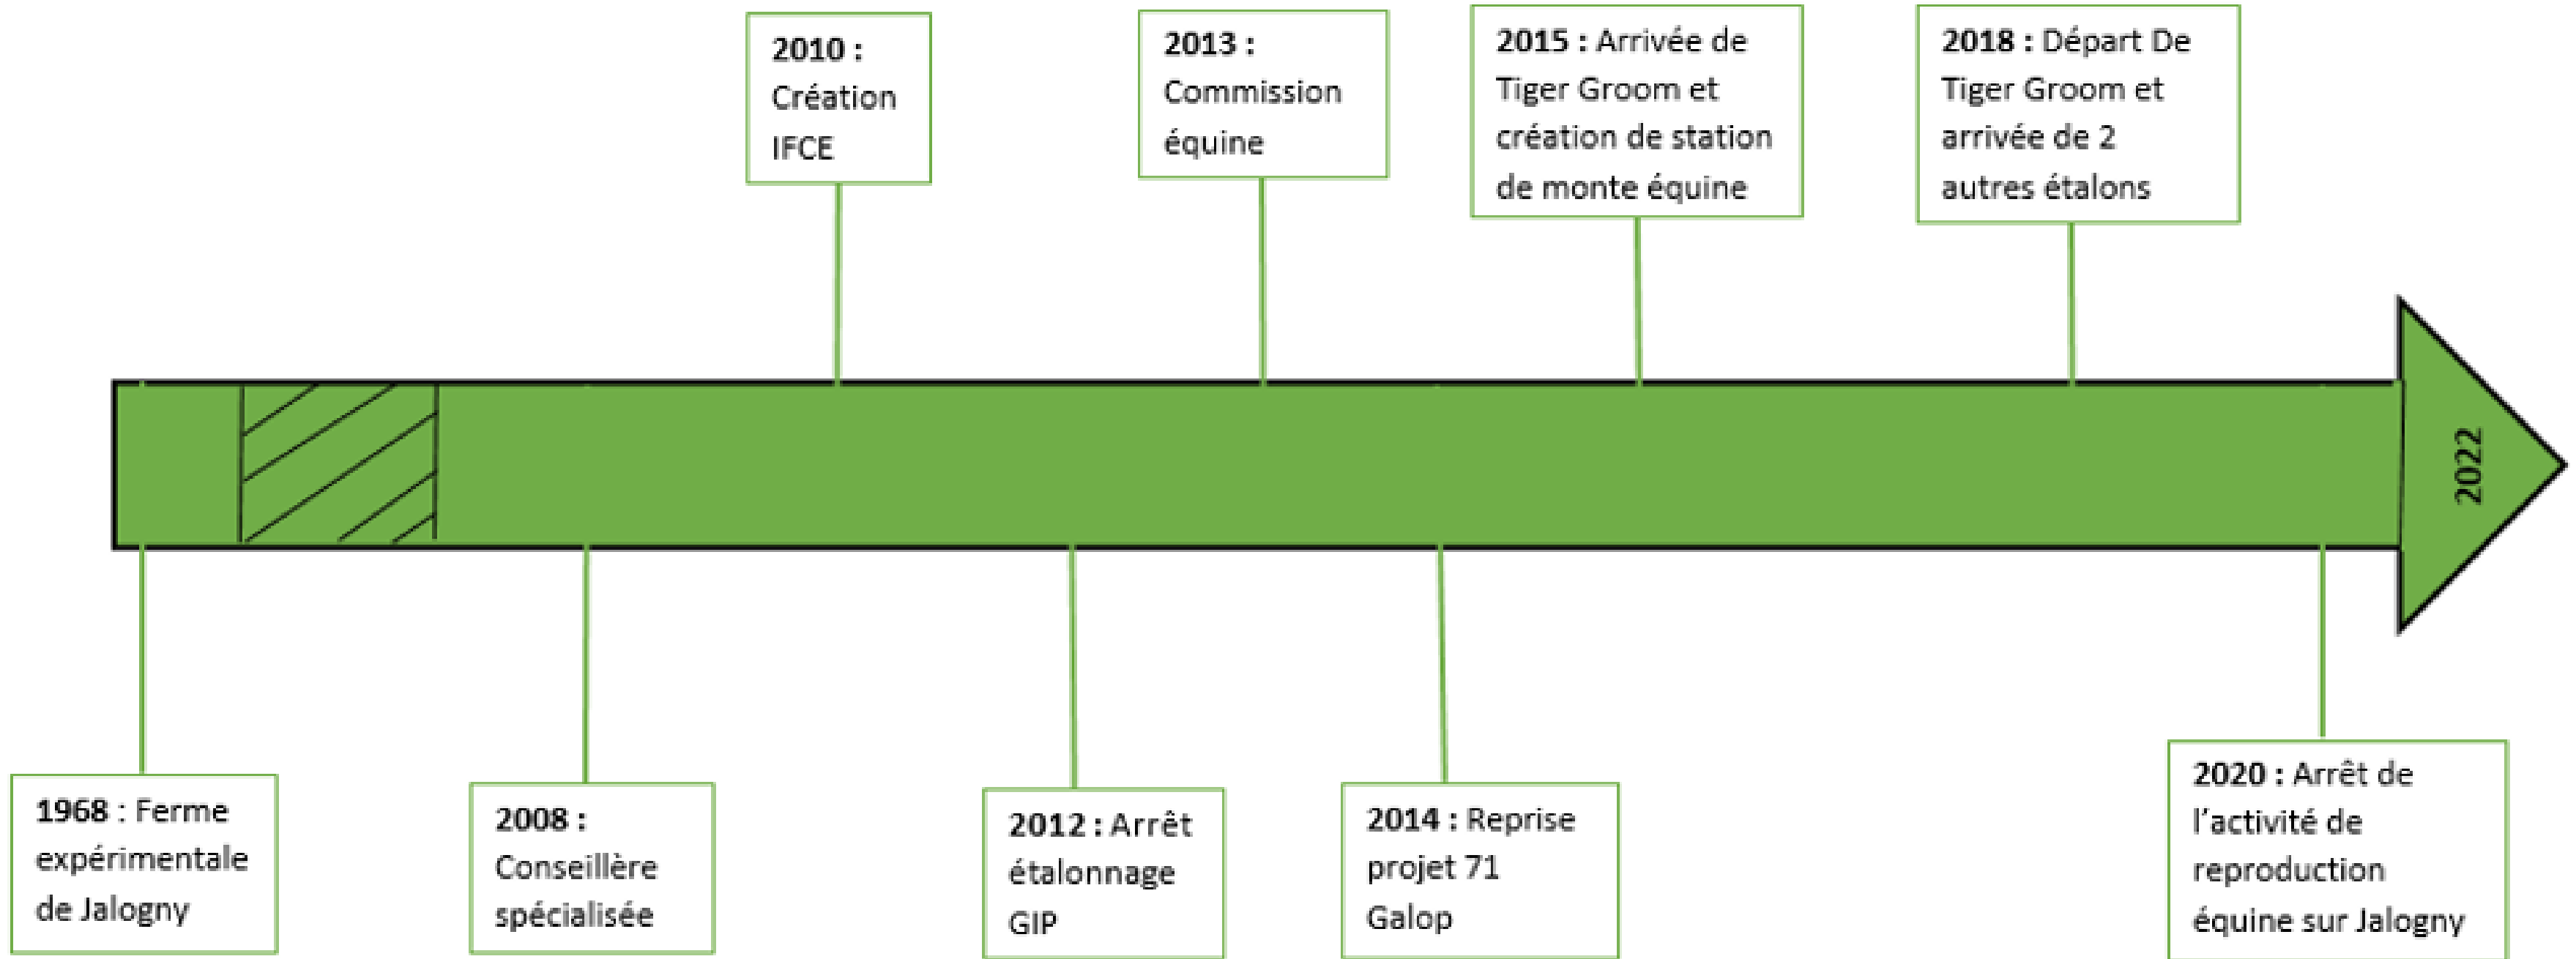 2010 :
Création
IFCE
2013 :
Commission
équine
2015 : Arrivée de
Tiger Groom et
création de station
de monte équine
2018 : Départ De
Tiger Groom et
arrivée de 2
autres étalons
2022
1968 : Ferme
expérimentale
de Jalogny
2008 :
Conseillère
spécialisée
2012 : Arrêt
étalonnage
GIP
2014 : Reprise
projet 71
Galop
2020 : Arrêt de
l’activité de
reproduction
équine sur Jalogny